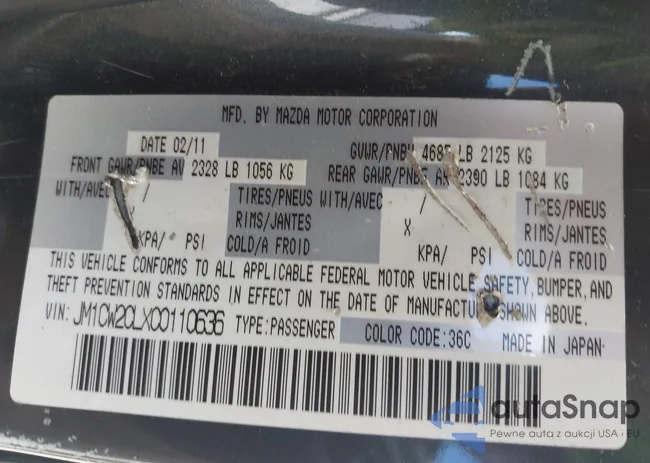 MFD. BY MAZDA MOTOR CORPORATION
DATE 02/11 GVWR/PNBV 4685 LB 2125 KG
FRONT GAWR/PNBE AV 2328 LB 1056 KG REAR GAWR/PNBE AR 2390 LB 1084 KG
WITH/AVEC / TIRES/PNEUS WITH/AVEC / TIRES/PNEUS
RIMS/JANTES X RIMS/JANTES
KPA/ PSI COLD/A FROID KPA/ PSI COLD/A FROID
THIS VEHICLE CONFORMS TO ALL APPLICABLE FEDERAL MOTOR VEHICLE SAFETY, BUMPER, AND
THEFT PREVENTION STANDARDS IN EFFECT ON THE DATE OF MANUFACTURE SHOWN ABOVE.
VIN: JM1CW2CLXC0110636 TYPE:PASSENGER COLOR CODE:36C MADE IN JAPAN
autaSnap
Pewne auta z aukcji USA · EU